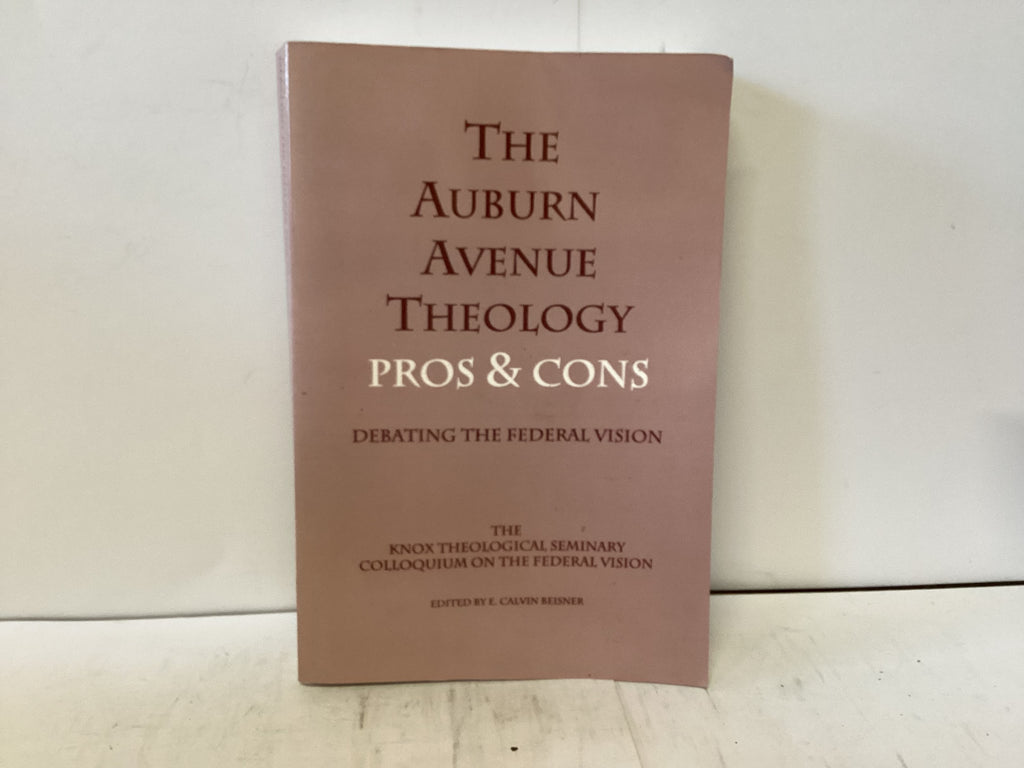 THE
AUBURN
AVENUE
THEOLOGY
PROS & CONS
DEBATING THE FEDERAL VISION
THE
KNOX THEOLOGICAL SEMINARY
COLLOQUIUM ON THE FEDERAL VISION
EDITED BY E. CALVIN BEISNER